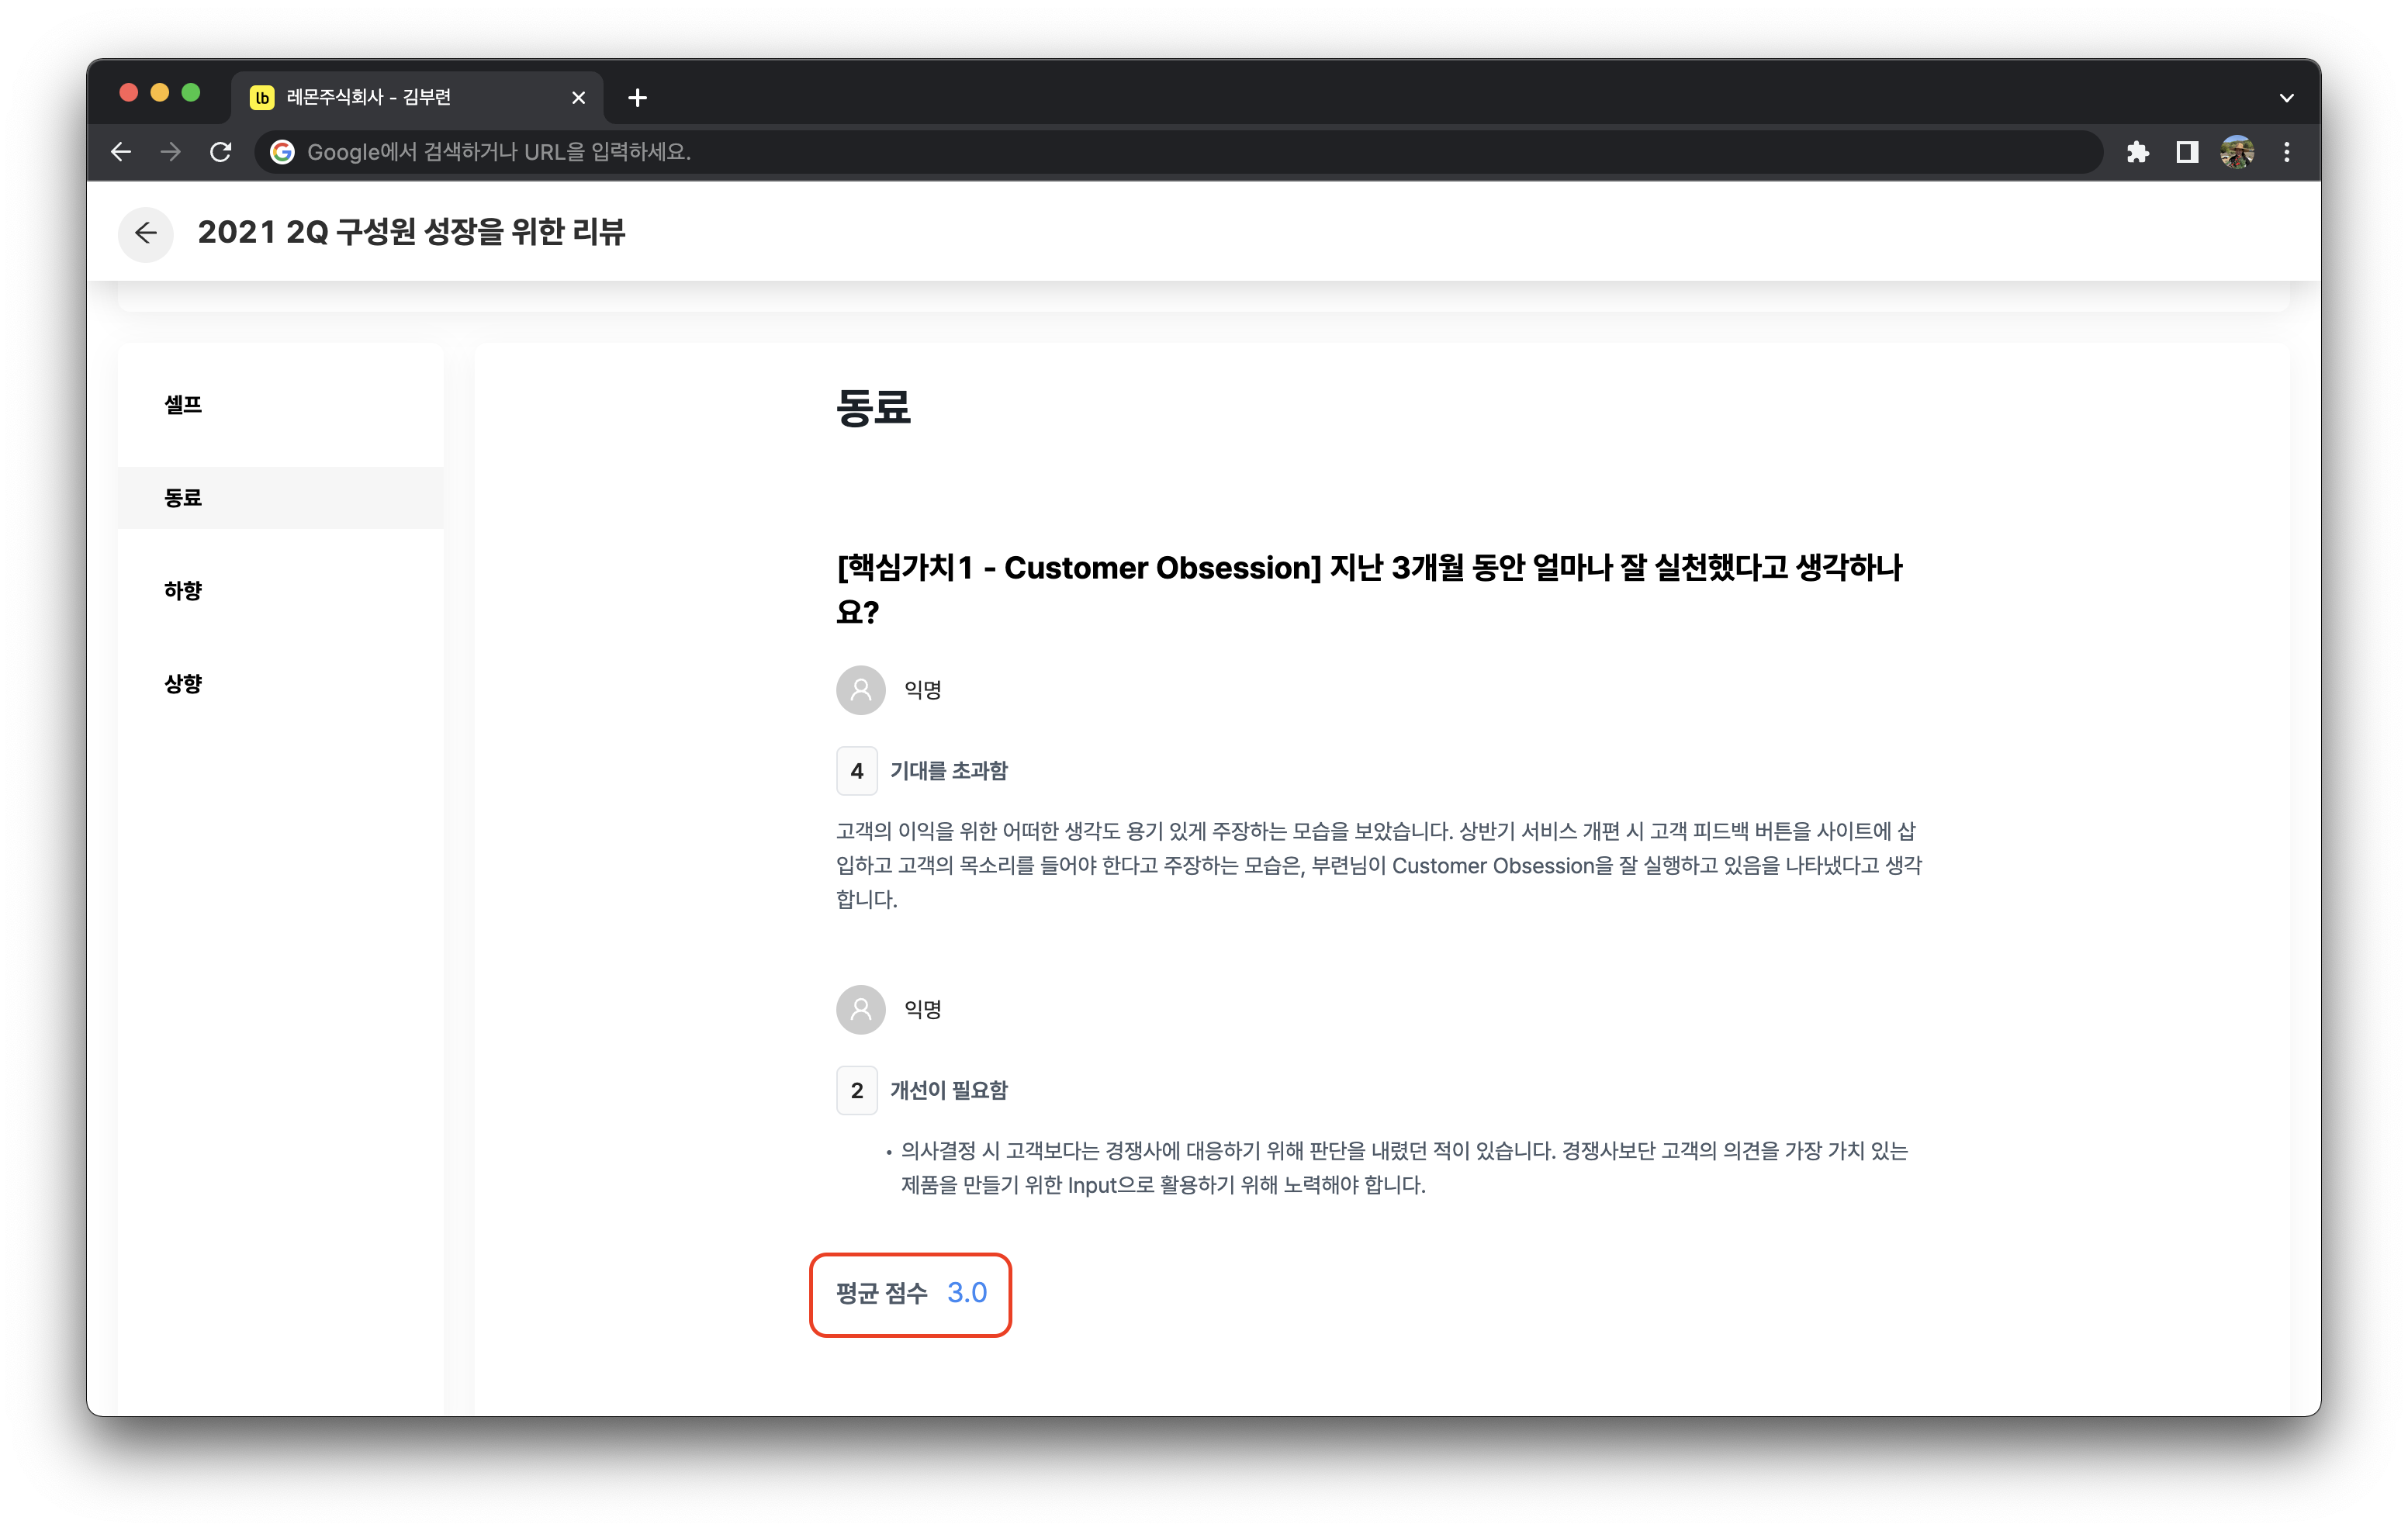 lb 레몬주식회사 - 김부련
Google에서 검색하거나 URL을 입력하세요.
2021 2Q 구성원 성장을 위한 리뷰
셀프
동료
하향
상향
동료
[핵심가치1 - Customer Obsession] 지난 3개월 동안 얼마나 잘 실천했다고 생각하나
요?
익명
4 기대를 초과함
고객의 이익을 위한 어떠한 생각도 용기 있게 주장하는 모습을 보았습니다. 상반기 서비스 개편 시 고객 피드백 버튼을 사이트에 삽
입하고 고객의 목소리를 들어야 한다고 주장하는 모습은, 부련님이 Customer Obsession을 잘 실행하고 있음을 나타냈다고 생각
합니다.
익명
2 개선이 필요함
• 의사결정 시 고객보다는 경쟁사에 대응하기 위해 판단을 내렸던 적이 있습니다. 경쟁사보단 고객의 의견을 가장 가치 있는
제품을 만들기 위한 Input으로 활용하기 위해 노력해야 합니다.
평균 점수 3.0